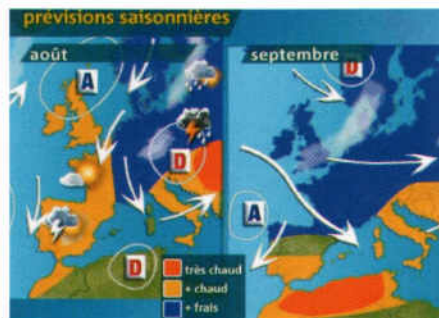 prévisions saisonnières
août
A
D
D
très chaud
+ chaud
+ frais
septembre
D
A